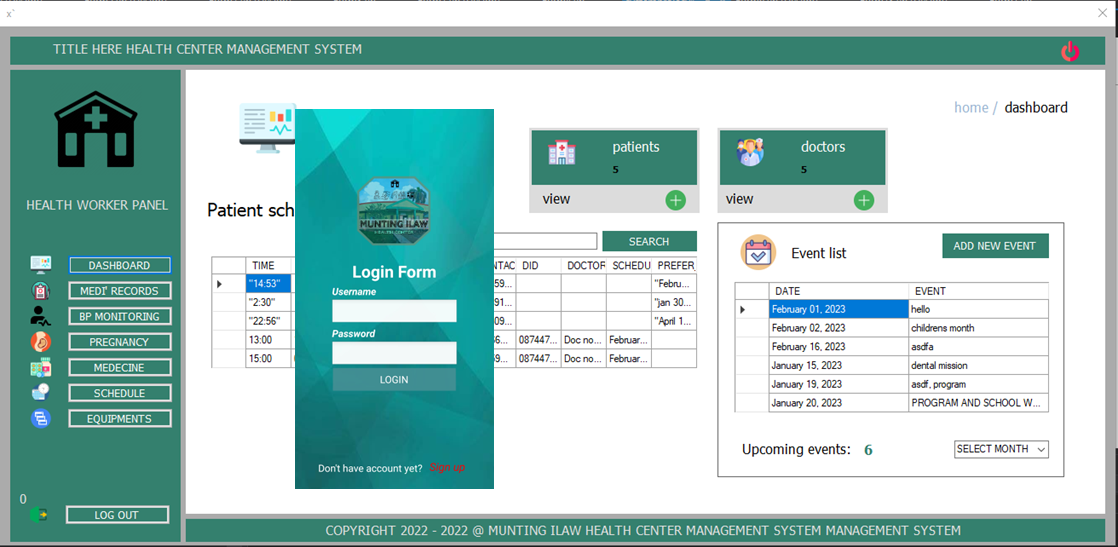 x`
TITLE HERE HEALTH CENTER MANAGEMENT SYSTEM
home / dashboard
patients
5
view
doctors
5
view
HEALTH WORKER PANEL
DASHBOARD
MEDI' RECORDS
BP MONITORING
PREGNANCY
MEDECINE
SCHEDULE
EQUIPMENTS
0
LOG OUT
Patient sch
SEARCH
TIME NTAC DID DOCTOR SCHEDU PREFER
"14:53" 59... "Febru...
"2:30" 91... "jan 30...
"22:56" 09... "April 1...
13:00 087447... Doc no... Februar...
15:00 59... 087447... Doc no... Februar...
MUNTING ILAW
Login Form
Username
Password
LOGIN
Don't have account yet? Sign up
Event list
ADD NEW EVENT
DATE EVENT
February 01, 2023 hello
February 02, 2023 childrens month
February 16, 2023 asdfa
January 15, 2023 dental mission
January 19, 2023 asdf, program
January 20, 2023 PROGRAM AND SCHOOL W...
Upcoming events: 6
SELECT MONTH
COPYRIGHT 2022 - 2022 @ MUNTING ILAW HEALTH CENTER MANAGEMENT SYSTEM MANAGEMENT SYSTEM